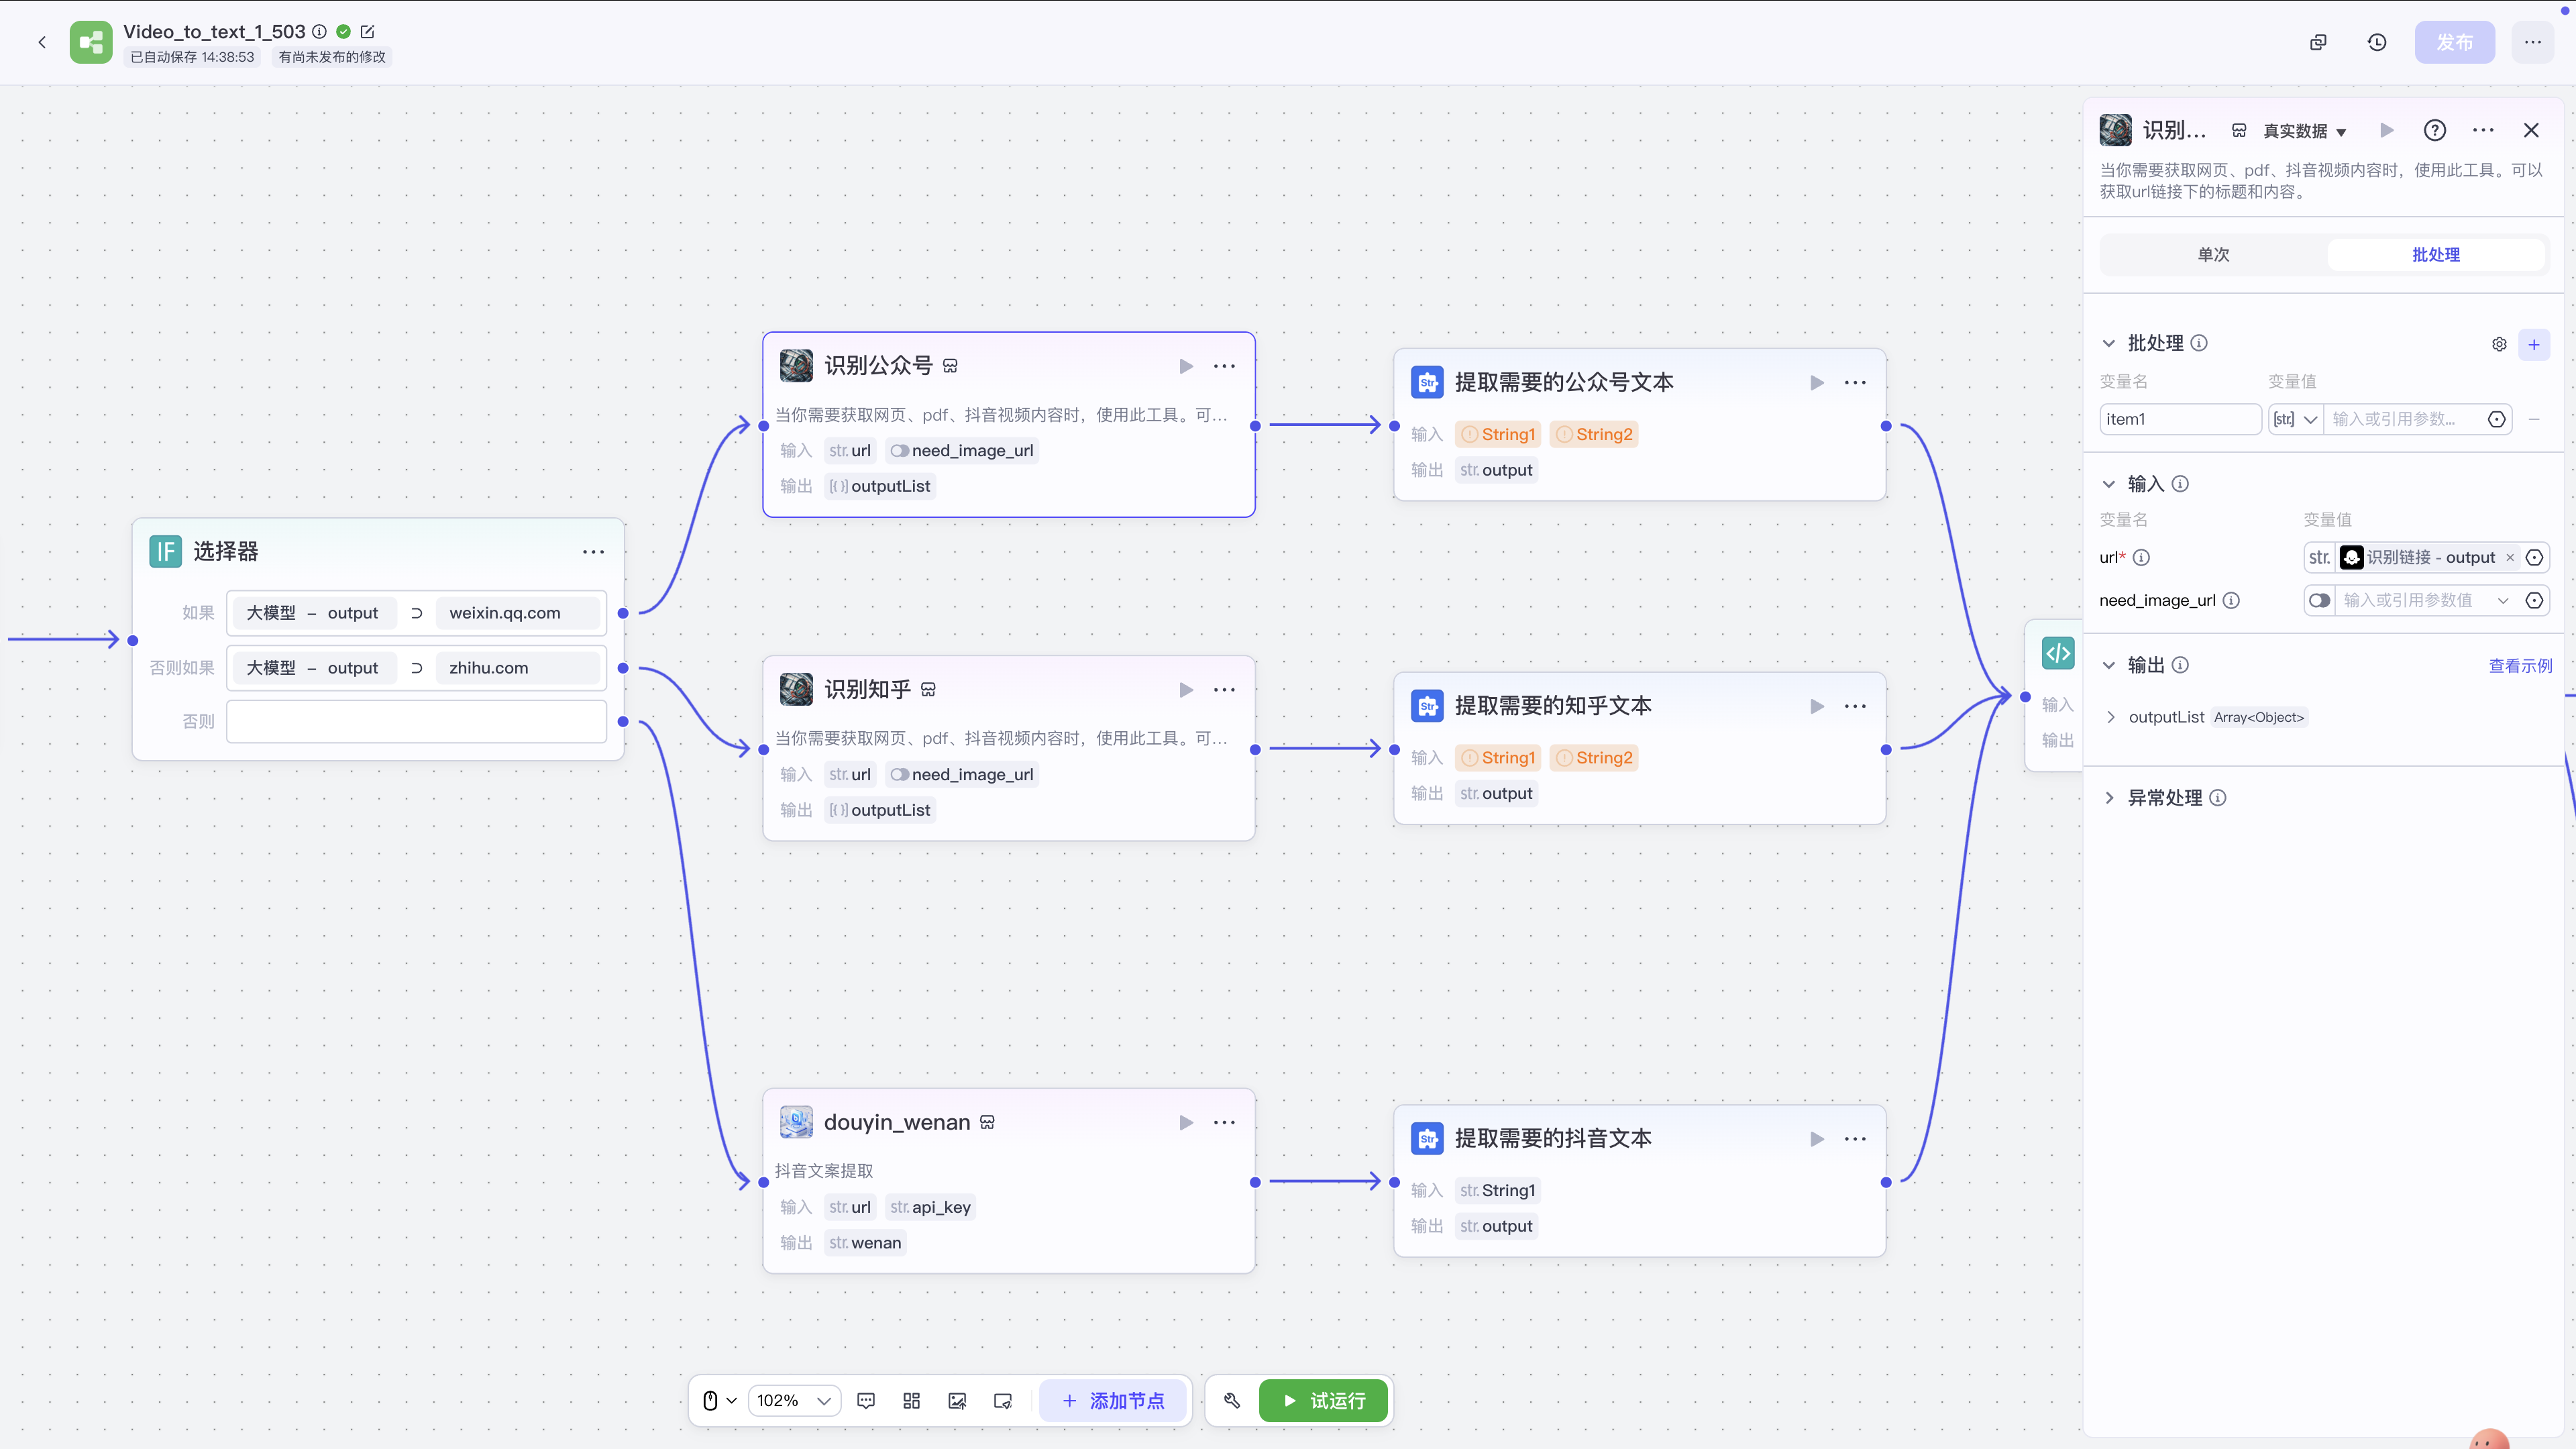 Video_to_text_1_503
已自动保存 14:38:53 有尚未发布的修改
发布
选择器
如果 大模型 – output ⊃ weixin.qq.com
否则如果 大模型 – output ⊃ zhihu.com
否则
识别公众号
当你需要获取网页、pdf、抖音视频内容时，使用此工具。可...
输入 str. url need_image_url
输出 [{}] outputList
提取需要的公众号文本
输入 String1 String2
输出 str. output
识别知乎
当你需要获取网页、pdf、抖音视频内容时，使用此工具。可...
输入 str. url need_image_url
输出 [{}] outputList
提取需要的知乎文本
输入 String1 String2
输出 str. output
douyin_wenan
抖音文案提取
输入 str. url str. api_key
输出 str. wenan
提取需要的抖音文本
输入 str. String1
输出 str. output
输入
输出
识别... 真实数据
当你需要获取网页、pdf、抖音视频内容时，使用此工具。可以
获取url链接下的标题和内容。
单次 批处理
批处理
变量名 变量值
item1 [str] 输入或引用参数...
输入
变量名 变量值
url* str. 识别链接 - output
need_image_url 输入或引用参数值
输出 查看示例
outputList Array<Object>
异常处理
102% 添加节点 试运行
IF
Str
Str
Str